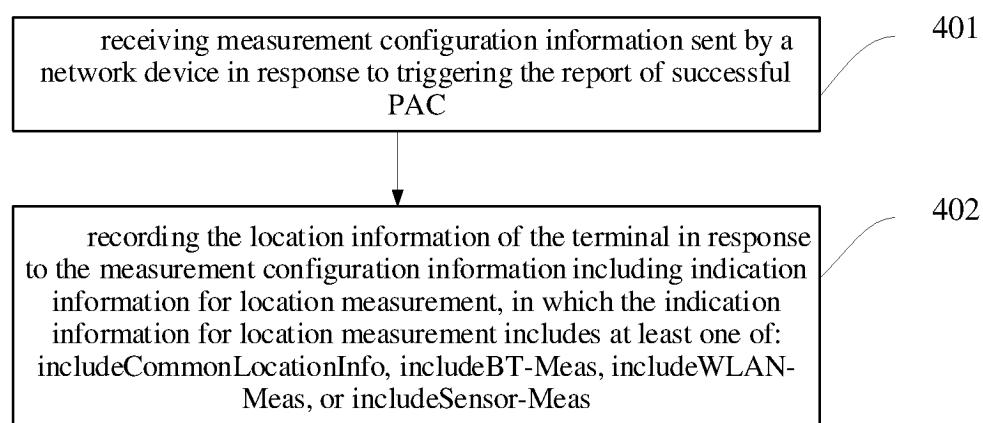 receiving measurement configuration information sent by a
network device in response to triggering the report of successful
PAC
401
recording the location information of the terminal in response
to the measurement configuration information including indication
information for location measurement, in which the indication
information for location measurement includes at least one of:
includeCommonLocationInfo, includeBT-Meas, includeWLAN-
Meas, or includeSensor-Meas
402